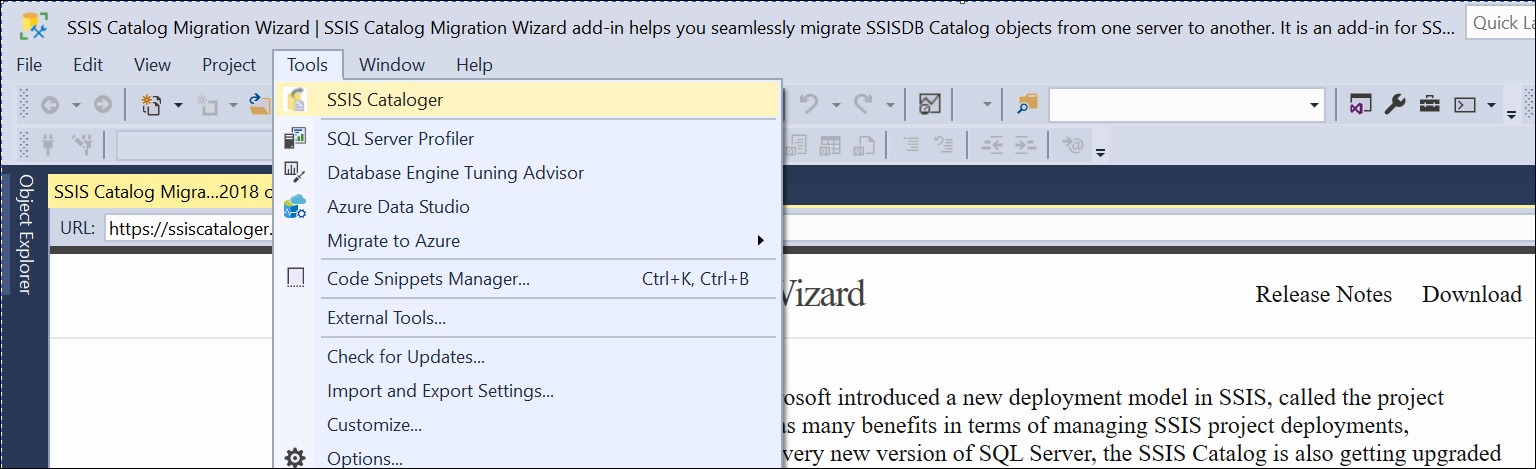 SSIS Catalog Migration Wizard | SSIS Catalog Migration Wizard add-in helps you seamlessly migrate SSISDB Catalog objects from one server to another. It is an add-in for SS...
Quick La
File Edit View Project Tools Window Help
SSIS Cataloger
SQL Server Profiler
Database Engine Tuning Advisor
Azure Data Studio
Migrate to Azure
Code Snippets Manager... Ctrl+K, Ctrl+B
External Tools...
Check for Updates...
Import and Export Settings...
Customize...
Options...
Object Explorer
SSIS Catalog Migra...2018 c
URL: https://ssiscataloger.
Wizard
Release Notes Download
osoft introduced a new deployment model in SSIS, called the project
as many benefits in terms of managing SSIS project deployments,
very new version of SQL Server, the SSIS Catalog is also getting upgraded